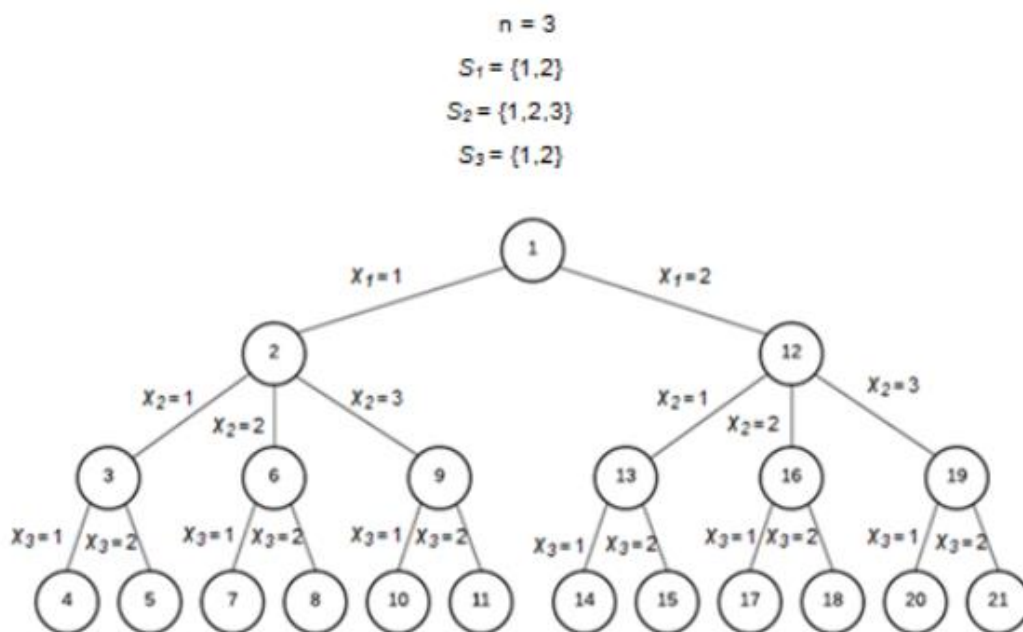 n = 3
S₁ = {1,2}
S₂ = {1,2,3}
S₃ = {1,2}
1
X₁=1 X₁=2
2 12
X₂=1 X₂=2 X₂=3 X₂=1 X₂=2 X₂=3
3 6 9 13 16 19
X₃=1 X₃=2 X₃=1 X₃=2 X₃=1 X₃=2 X₃=1 X₃=2 X₃=1 X₃=2 X₃=1 X₃=2
4 5 7 8 10 11 14 15 17 18 20 21